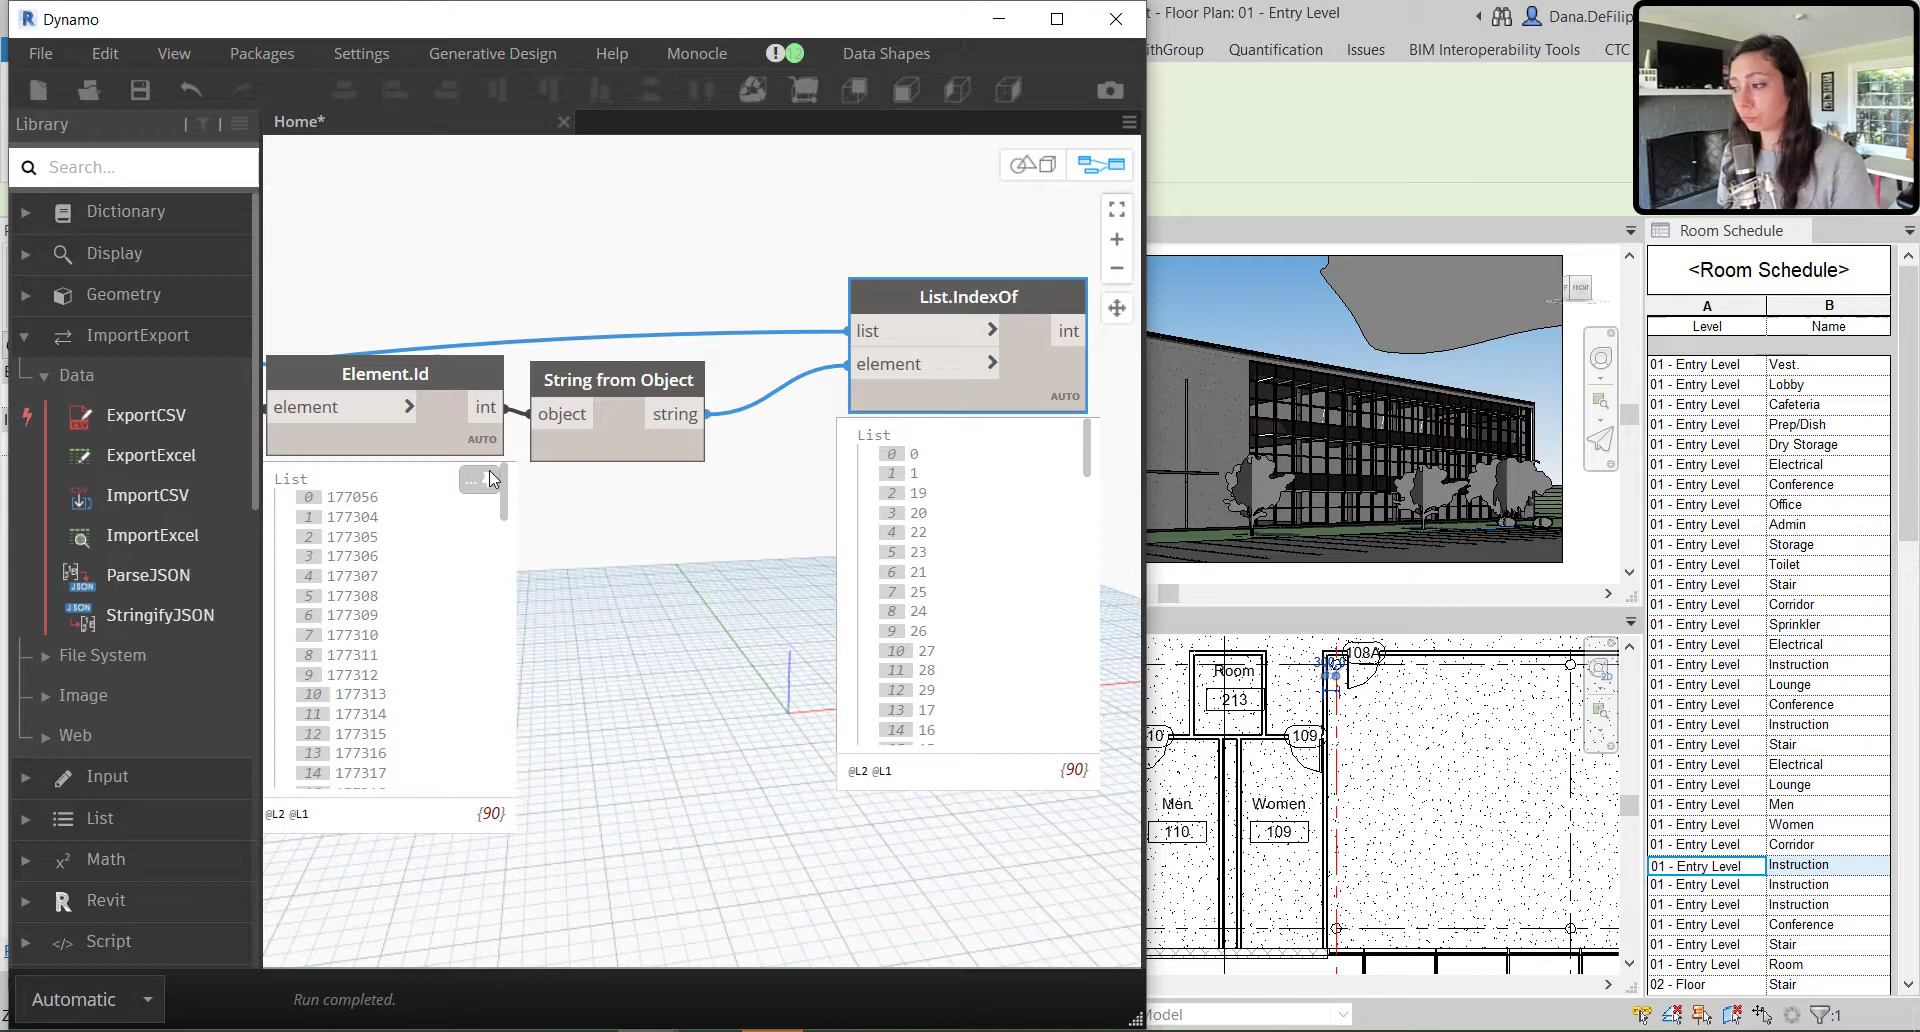 Dynamo
File Edit View Packages Settings Generative Design Help Monocle 12 Data Shapes
Library
Search...
Dictionary
Display
Geometry
ImportExport
Data
ExportCSV
ExportExcel
ImportCSV
ImportExcel
ParseJSON
StringifyJSON
File System
Image
Web
Input
List
Math
Revit
Script
Automatic
Run completed.
Home*
Element.Id
element > int
AUTO
List
0 177056
1 177304
2 177305
3 177306
4 177307
5 177308
6 177309
7 177310
8 177311
9 177312
10 177313
11 177314
12 177315
13 177316
14 177317
@L2 @L1 {90}
String from Object
object string
List.IndexOf
list > int
element >
AUTO
List
0 0
1 1
2 19
3 20
4 22
5 23
6 21
7 25
8 24
9 26
10 27
11 28
12 29
13 17
14 16
@L2 @L1 {90}
t - Floor Plan: 01 - Entry Level
Dana.DeFilip
ithGroup Quantification Issues BIM Interoperability Tools CTC
FRONT
Room
213
108A
10
109
Men
110
Women
109
Model
:1
Room Schedule
<Room Schedule>
A B
Level Name
01 - Entry Level Vest.
01 - Entry Level Lobby
01 - Entry Level Cafeteria
01 - Entry Level Prep/Dish
01 - Entry Level Dry Storage
01 - Entry Level Electrical
01 - Entry Level Conference
01 - Entry Level Office
01 - Entry Level Admin
01 - Entry Level Storage
01 - Entry Level Toilet
01 - Entry Level Stair
01 - Entry Level Corridor
01 - Entry Level Sprinkler
01 - Entry Level Electrical
01 - Entry Level Instruction
01 - Entry Level Lounge
01 - Entry Level Conference
01 - Entry Level Instruction
01 - Entry Level Stair
01 - Entry Level Electrical
01 - Entry Level Lounge
01 - Entry Level Men
01 - Entry Level Women
01 - Entry Level Corridor
01 - Entry Level Instruction
01 - Entry Level Instruction
01 - Entry Level Instruction
01 - Entry Level Conference
01 - Entry Level Stair
01 - Entry Level Room
02 - Floor Stair